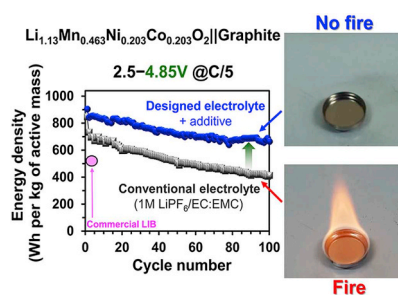 Li1.13Mn0.463Ni0.203Co0.203O2||Graphite
No fire
2.5−4.85V @C/5
Energy density
(Wh per kg of active mass)
1000
800
600
400
200
0
Designed electrolyte
+ additive
Conventional electrolyte
(1M LiPF6/EC:EMC)
Commercial LIB
0 20 40 60 80 100
Cycle number
Fire